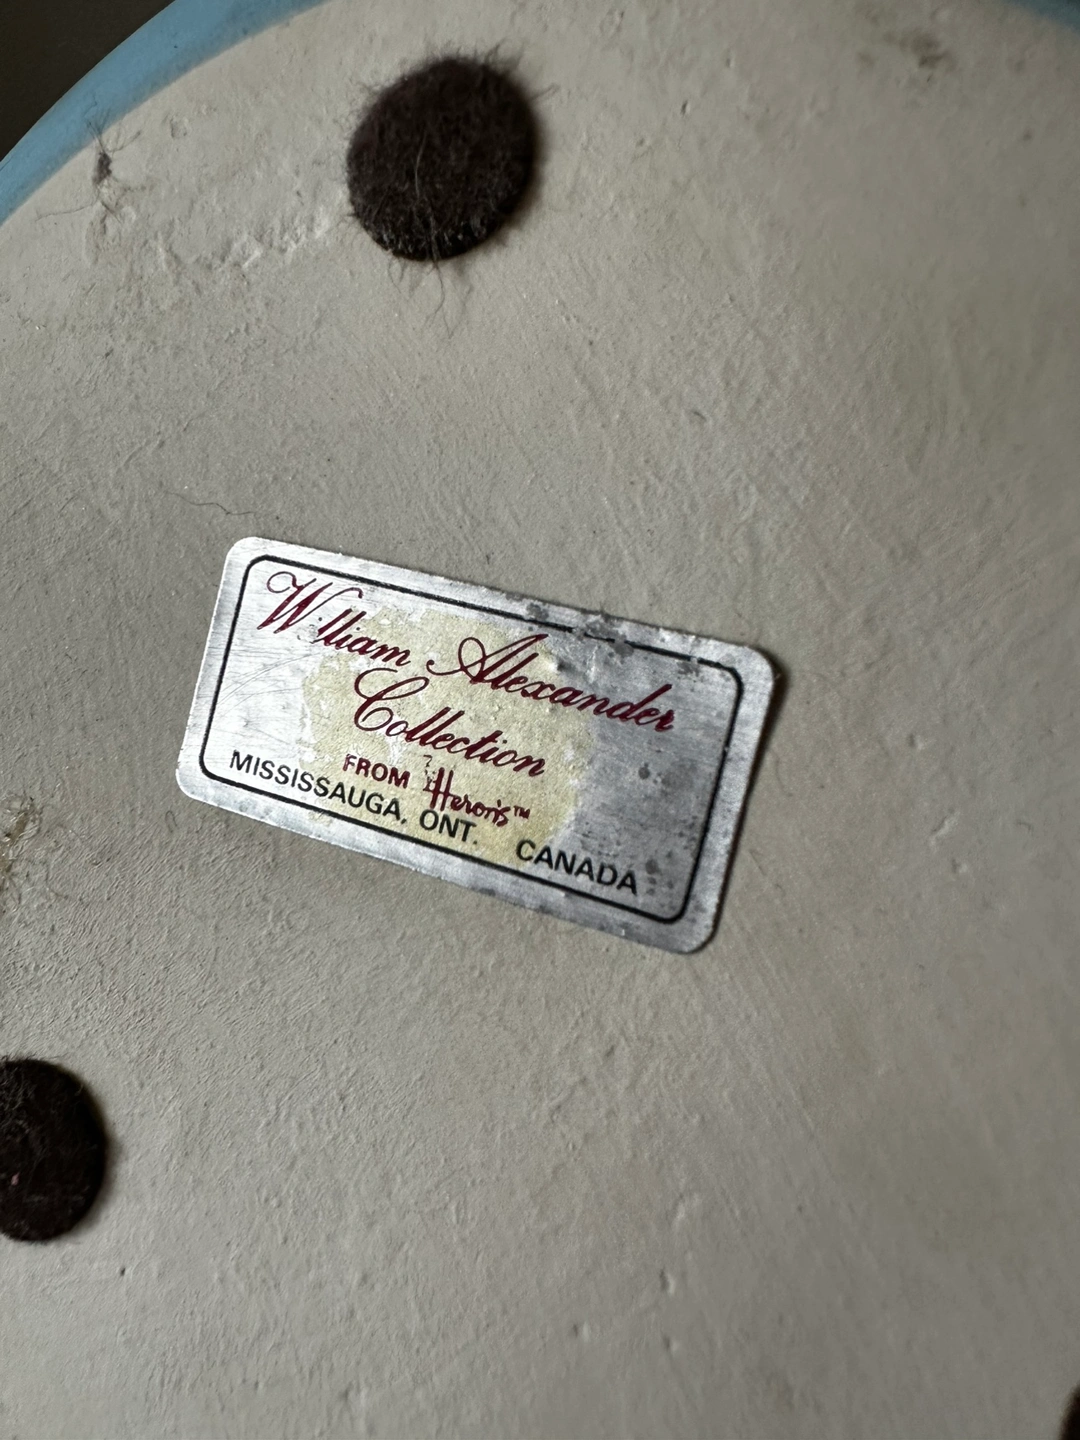 William Alexander
Collection
FROM Heron's™
MISSISSAUGA, ONT. CANADA